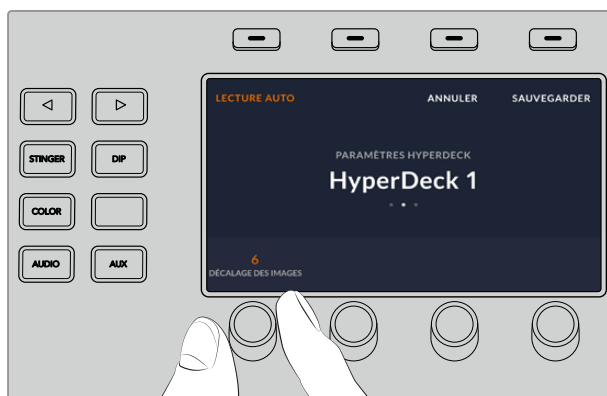 LECTURE AUTO ANNULER SAUVEGARDER
PARAMÈTRES HYPERDECK
HyperDeck 1
STINGER DIP
COLOR
AUDIO AUX
6
DÉCALAGE DES IMAGES